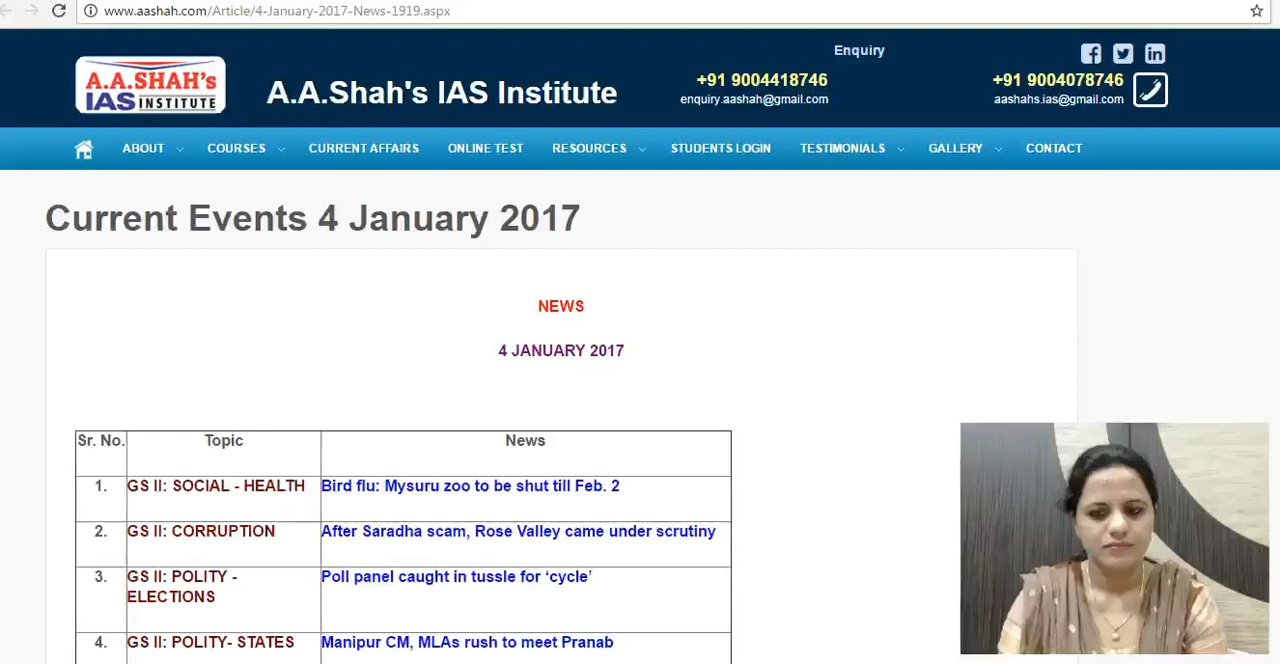 www.aashah.com/Article/4-January-2017-News-1919.aspx
Enquiry
A.A.SHAH's
IAS INSTITUTE
A.A.Shah's IAS Institute
+91 9004418746
enquiry.aashah@gmail.com
+91 9004078746
aashahs.ias@gmail.com
ABOUT COURSES CURRENT AFFAIRS ONLINE TEST RESOURCES STUDENTS LOGIN TESTIMONIALS GALLERY CONTACT
Current Events 4 January 2017
NEWS
4 JANUARY 2017
Sr. No. Topic News
1. GS II: SOCIAL - HEALTH Bird flu: Mysuru zoo to be shut till Feb. 2
2. GS II: CORRUPTION After Saradha scam, Rose Valley came under scrutiny
3. GS II: POLITY - Poll panel caught in tussle for ‘cycle’
ELECTIONS
4. GS II: POLITY- STATES Manipur CM, MLAs rush to meet Pranab